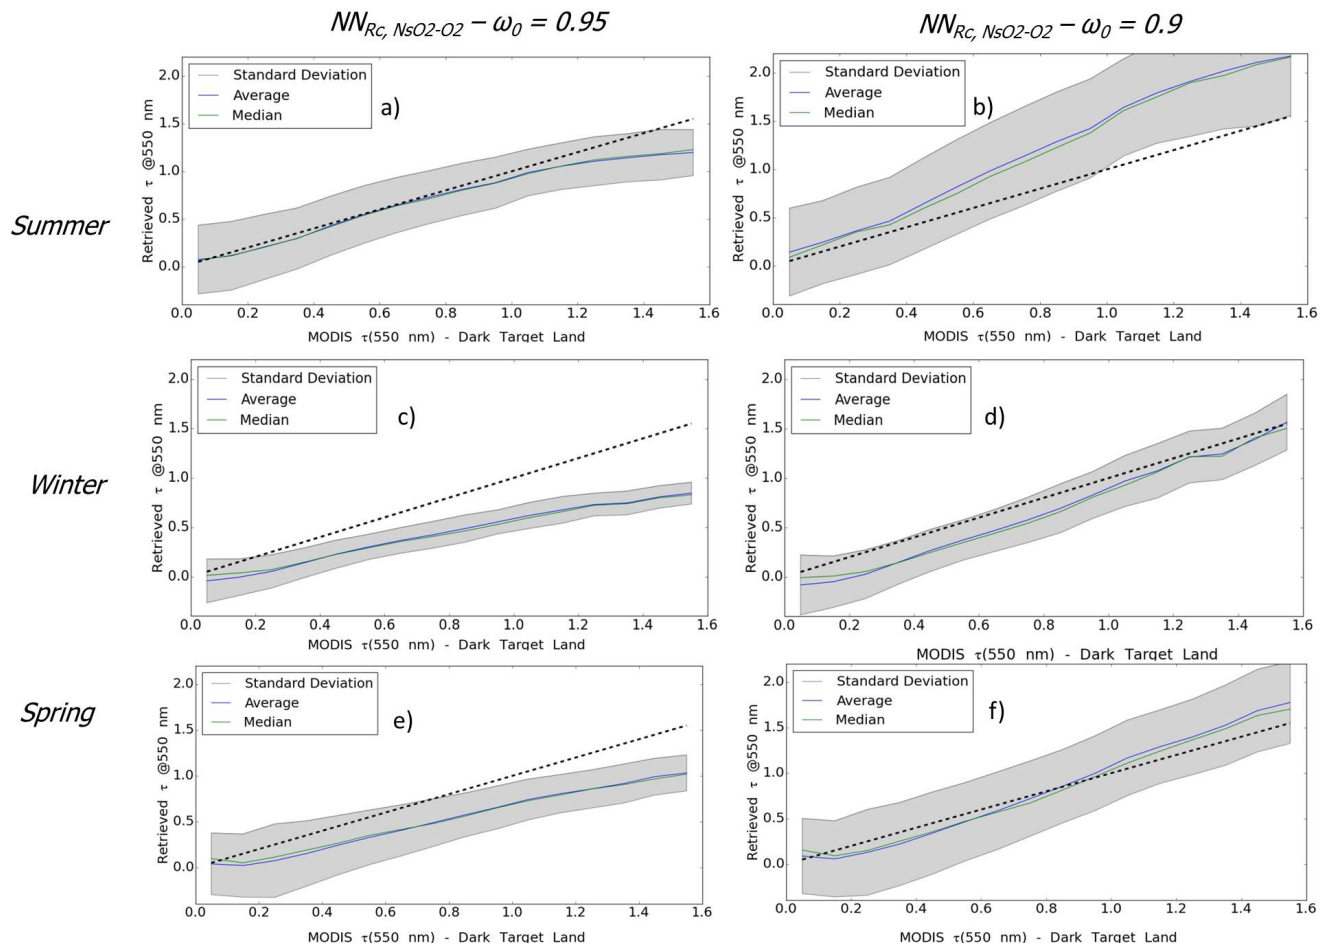 NN Rc, NsO2-O2 – ω0 = 0.95
NN Rc, NsO2-O2 – ω0 = 0.9
Summer
Retrieved τ @550 nm
2.0
1.5
1.0
0.5
0.0
Standard Deviation
Average
Median
a)
0.0 0.2 0.4 0.6 0.8 1.0 1.2 1.4 1.6
MODIS τ(550 nm) - Dark Target Land
Retrieved τ @550 nm
2.0
1.5
1.0
0.5
0.0
Standard Deviation
Average
Median
b)
0.0 0.2 0.4 0.6 0.8 1.0 1.2 1.4 1.6
MODIS τ(550 nm) - Dark Target Land
Winter
Retrieved τ @550 nm
2.0
1.5
1.0
0.5
0.0
Standard Deviation
Average
Median
c)
0.0 0.2 0.4 0.6 0.8 1.0 1.2 1.4 1.6
MODIS τ(550 nm) - Dark Target Land
Retrieved τ @550 nm
2.0
1.5
1.0
0.5
0.0
Standard Deviation
Average
Median
d)
0.0 0.2 0.4 0.6 0.8 1.0 1.2 1.4 1.6
MODIS τ(550 nm) - Dark Target Land
Spring
Retrieved τ @550 nm
2.0
1.5
1.0
0.5
0.0
Standard Deviation
Average
Median
e)
0.0 0.2 0.4 0.6 0.8 1.0 1.2 1.4 1.6
MODIS τ(550 nm) - Dark Target Land
Retrieved τ @550 nm
2.0
1.5
1.0
0.5
0.0
Standard Deviation
Average
Median
f)
0.0 0.2 0.4 0.6 0.8 1.0 1.2 1.4 1.6
MODIS τ(550 nm) - Dark Target Land